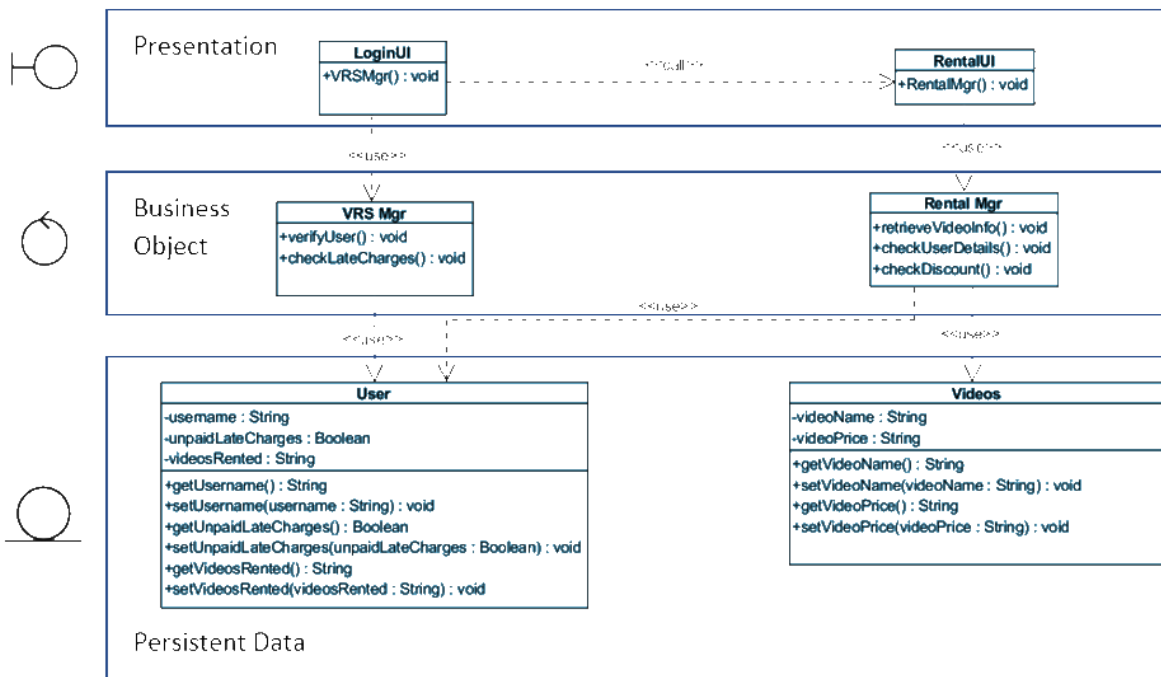 Presentation
LoginUI
+VRSMgr() : void
<<call>>
RentalUI
+RentalMgr() : void
<<use>>
<<use>>
Business
Object
VRS Mgr
+verifyUser() : void
+checkLateCharges() : void
Rental Mgr
+retrieveVideoInfo() : void
+checkUserDetails() : void
+checkDiscount() : void
<<use>>
<<use>>
<<use>>
User
-username : String
-unpaidLateCharges : Boolean
-videosRented : String
+getUsername() : String
+setUsername(username : String) : void
+getUnpaidLateCharges() : Boolean
+setUnpaidLateCharges(unpaidLateCharges : Boolean) : void
+getVideosRented() : String
+setVideosRented(videosRented : String) : void
Videos
-videoName : String
-videoPrice : String
+getVideoName() : String
+setVideoName(videoName : String) : void
+getVideoPrice() : String
+setVideoPrice(videoPrice : String) : void
Persistent Data